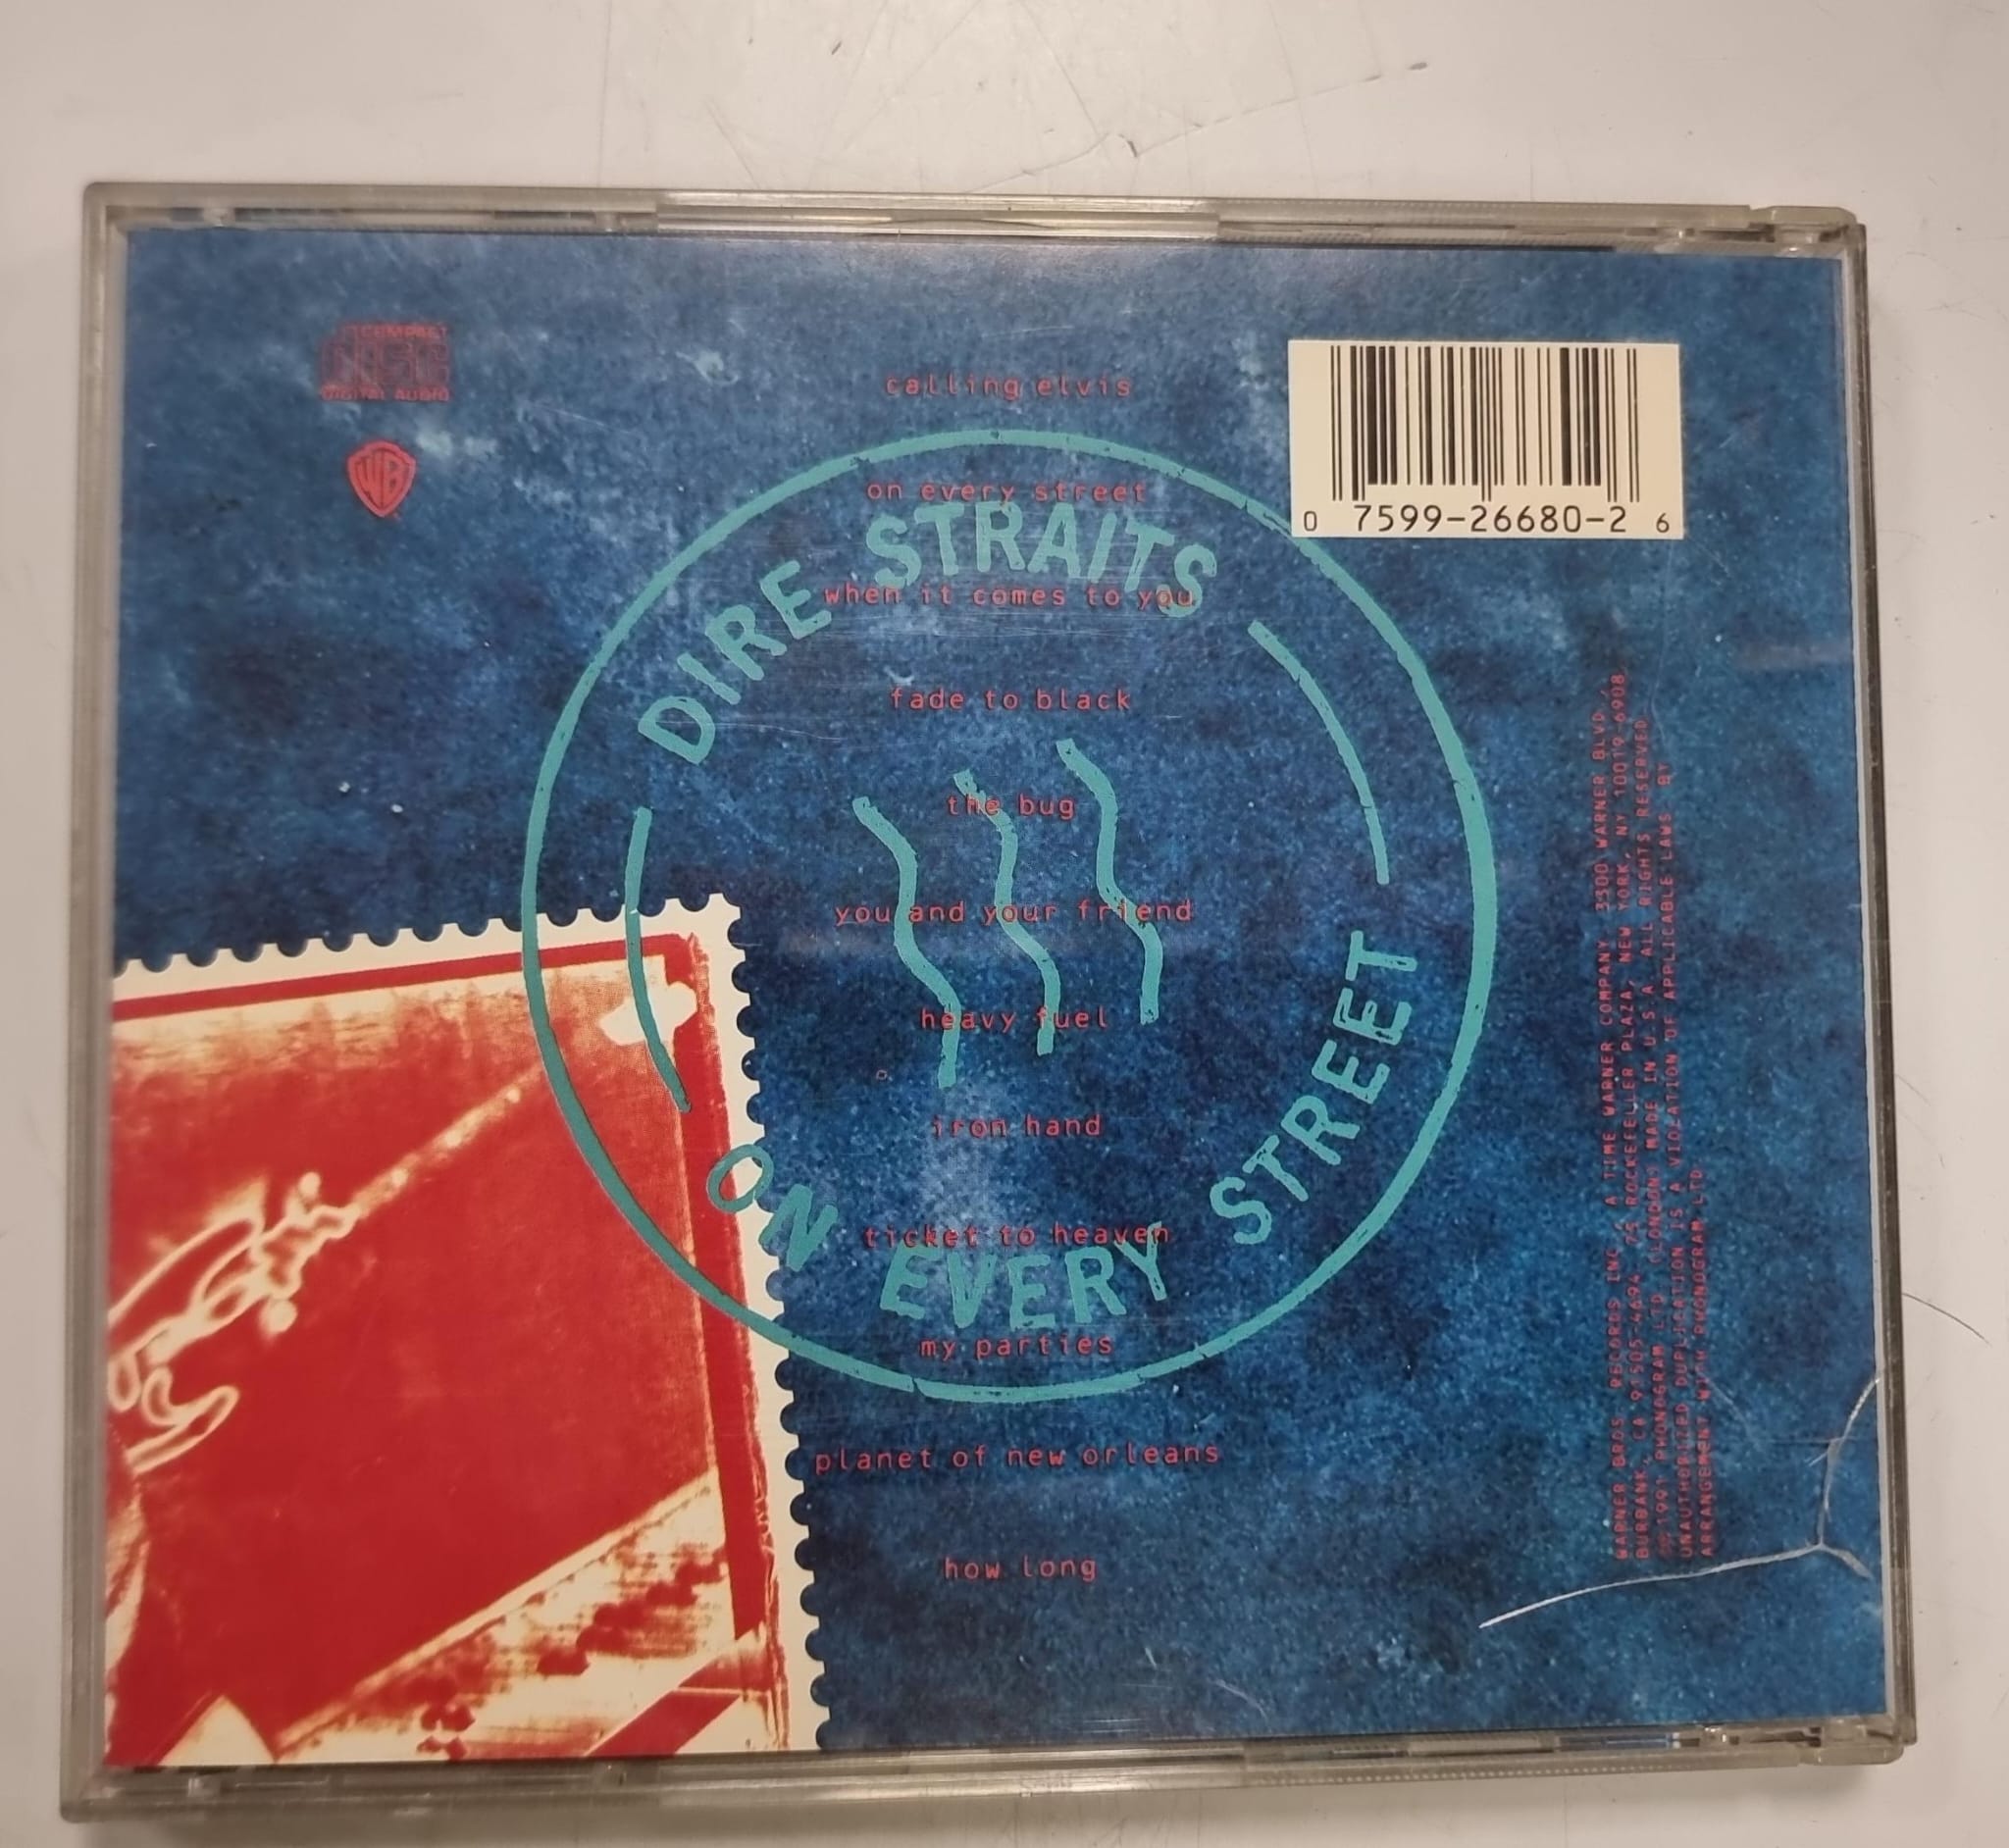 COMPACT
disc
DIGITAL AUDIO
WB
calling elvis
on every street
when it comes to you
fade to black
the bug
you and your friend
heavy fuel
iron hand
ticket to heaven
my parties
planet of new orleans
how long
DIRE STRAITS
ON EVERY STREET
0 7599-26680-2 6
WARNER BROS. RECORDS INC., A TIME WARNER COMPANY 3300 WARNER BLVD.,
BURBANK, CA 91505-4694 75 ROCKEFELLER PLAZA, NEW YORK, NY 10019-6908.
1991 PHONOGRAM LTD. (LONDON) MADE IN U.S.A. ALL RIGHTS RESERVED
UNAUTHORIZED DUPLICATION IS A VIOLATION OF APPLICABLE LAWS BY
ARRANGEMENT WITH PHONOGRAM LTD.